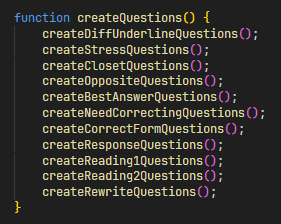 function createQuestions() {
    createDiffUnderlineQuestions();
    createStressQuestions();
    createClosetQuestions();
    createOppositeQuestions();
    createBestAnswerQuestions();
    createNeedCorrectingQuestions();
    createCorrectFormQuestions();
    createResponseQuestions();
    createReading1Questions();
    createReading2Questions();
    createRewriteQuestions();
}